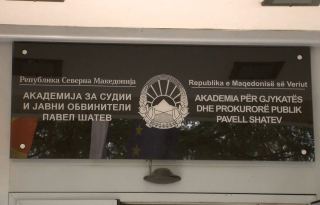 Република Северна Македонија
АКАДЕМИЈА ЗА СУДИИ
И ЈАВНИ ОБВИНИТЕЛИ
ПАВЕЛ ШАТЕВ
Republika e Maqedonisë së Veriut
AKADEMIA PËR GJYKATËS
DHE PROKURORË PUBLIK
PAVELL SHATEV